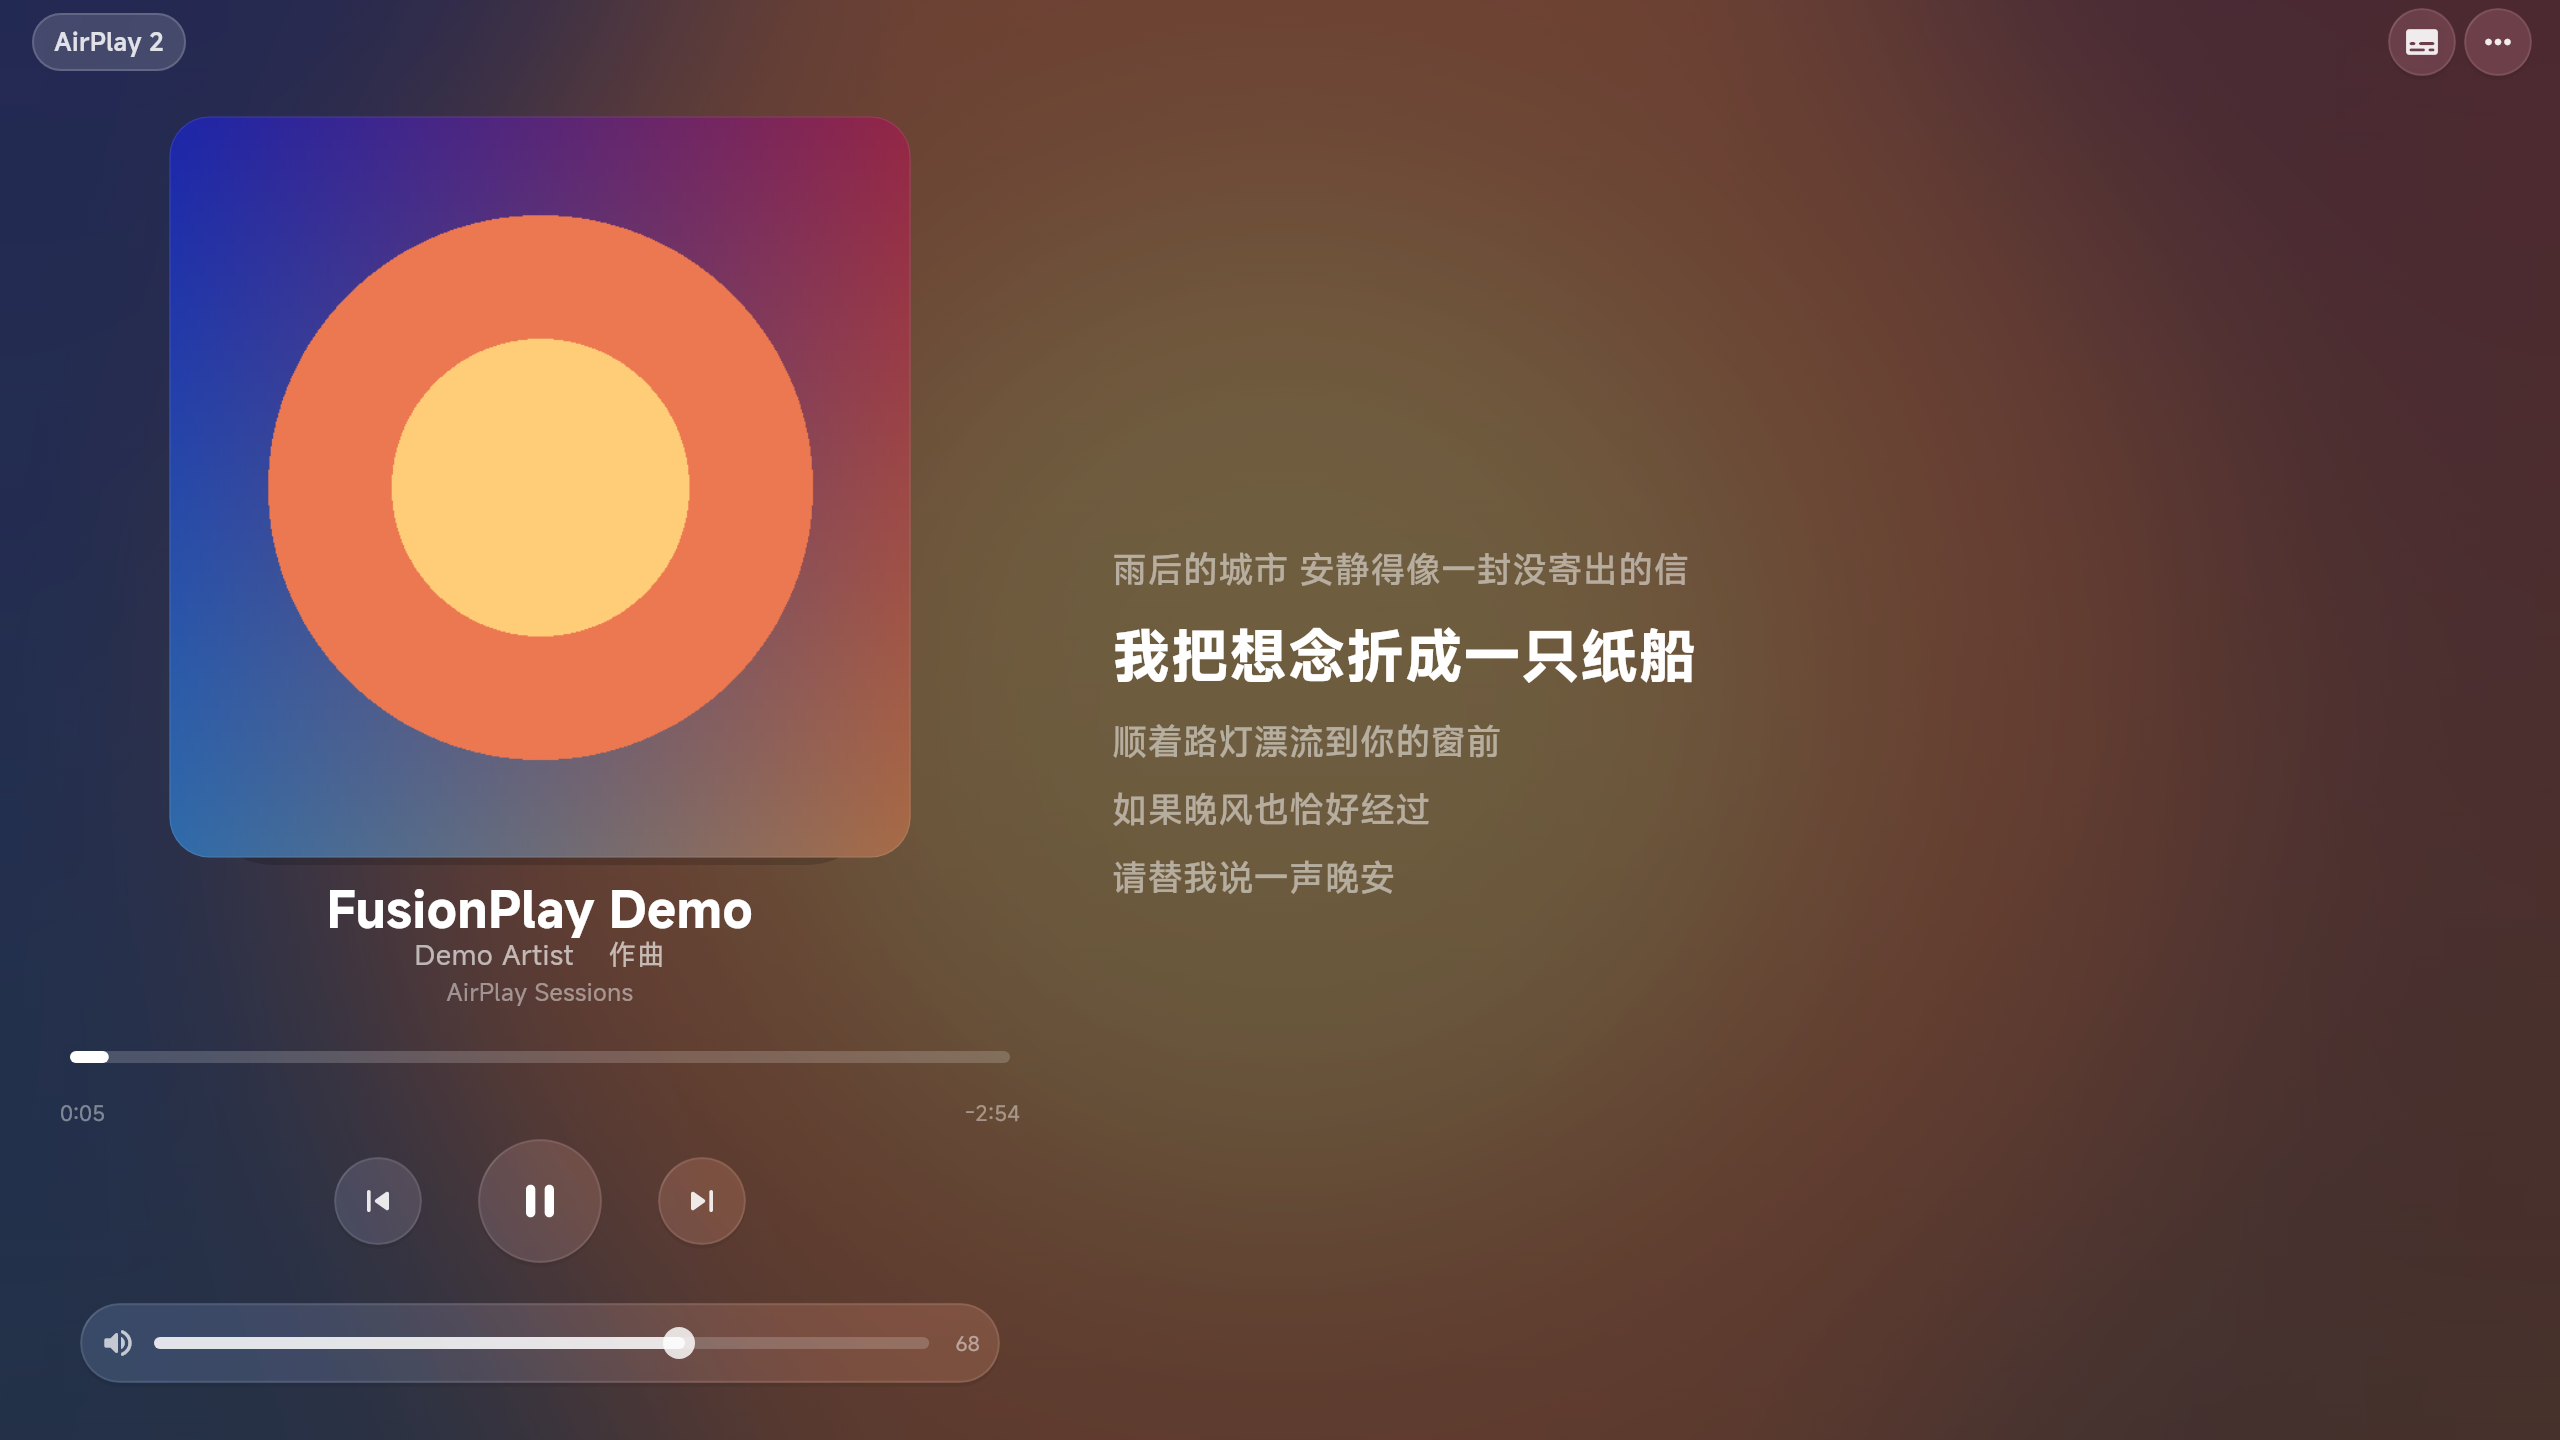 AirPlay 2
FusionPlay Demo
Demo Artist 作曲
AirPlay Sessions
0:05
-2:54
68
雨后的城市 安静得像一封没寄出的信
我把想念折成一只纸船
顺着路灯漂流到你的窗前
如果晚风也恰好经过
请替我说一声晚安